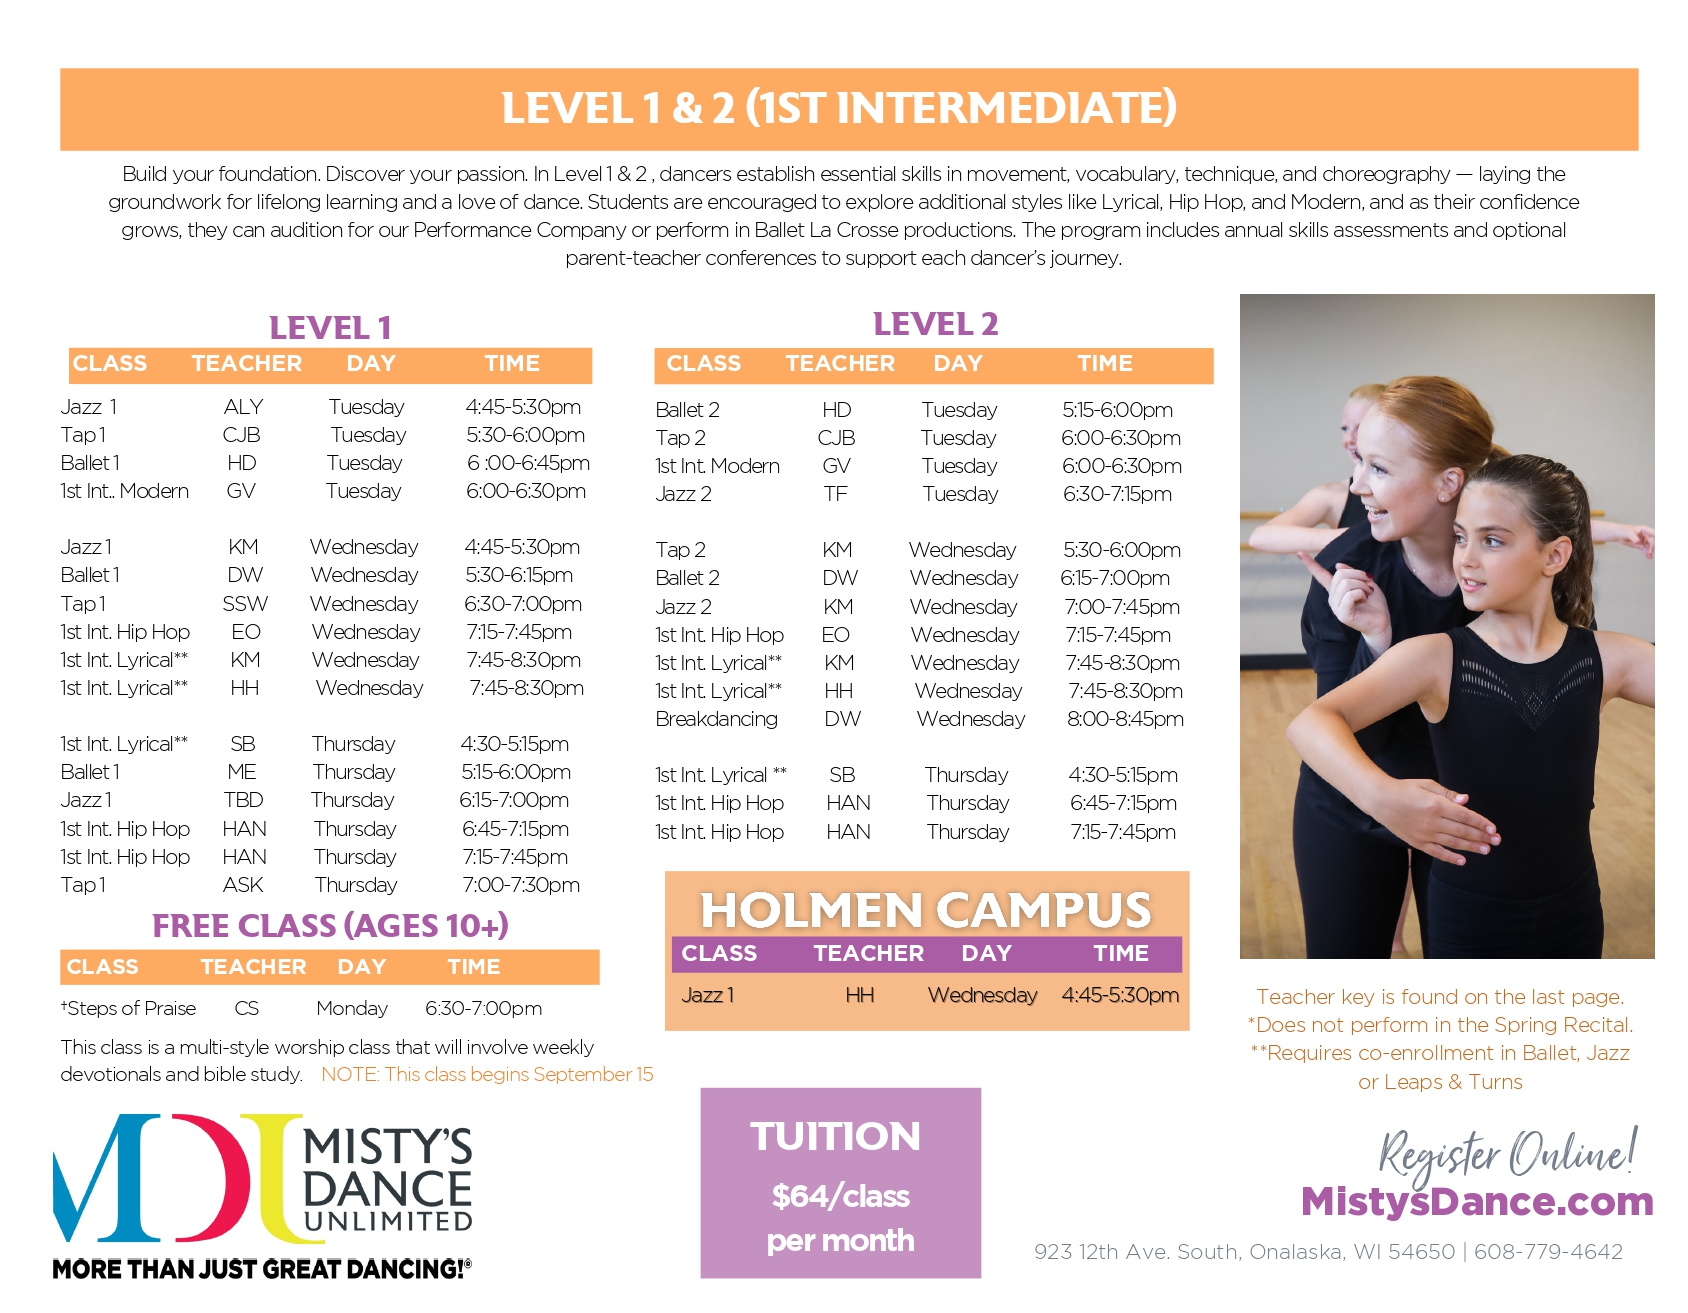 LEVEL 1 & 2 (1ST INTERMEDIATE)
Build your foundation. Discover your passion. In Level 1 & 2 , dancers establish essential skills in movement, vocabulary, technique, and choreography — laying the
groundwork for lifelong learning and a love of dance. Students are encouraged to explore additional styles like Lyrical, Hip Hop, and Modern, and as their confidence
grows, they can audition for our Performance Company or perform in Ballet La Crosse productions. The program includes annual skills assessments and optional
parent-teacher conferences to support each dancer's journey.
LEVEL 1
CLASS TEACHER DAY TIME
Jazz 1 ALY Tuesday 4:45-5:30pm
Tap 1 CJB Tuesday 5:30-6:00pm
Ballet 1 HD Tuesday 6 :00-6:45pm
1st Int.. Modern GV Tuesday 6:00-6:30pm
Jazz 1 KM Wednesday 4:45-5:30pm
Ballet 1 DW Wednesday 5:30-6:15pm
Tap 1 SSW Wednesday 6:30-7:00pm
1st Int. Hip Hop EO Wednesday 7:15-7:45pm
1st Int. Lyrical** KM Wednesday 7:45-8:30pm
1st Int. Lyrical** HH Wednesday 7:45-8:30pm
1st Int. Lyrical** SB Thursday 4:30-5:15pm
Ballet 1 ME Thursday 5:15-6:00pm
Jazz 1 TBD Thursday 6:15-7:00pm
1st Int. Hip Hop HAN Thursday 6:45-7:15pm
1st Int. Hip Hop HAN Thursday 7:15-7:45pm
Tap 1 ASK Thursday 7:00-7:30pm
FREE CLASS (AGES 10+)
CLASS TEACHER DAY TIME
†Steps of Praise CS Monday 6:30-7:00pm
This class is a multi-style worship class that will involve weekly
devotionals and bible study. NOTE: This class begins September 15
LEVEL 2
CLASS TEACHER DAY TIME
Ballet 2 HD Tuesday 5:15-6:00pm
Tap 2 CJB Tuesday 6:00-6:30pm
1st Int. Modern GV Tuesday 6:00-6:30pm
Jazz 2 TF Tuesday 6:30-7:15pm
Tap 2 KM Wednesday 5:30-6:00pm
Ballet 2 DW Wednesday 6:15-7:00pm
Jazz 2 KM Wednesday 7:00-7:45pm
1st Int. Hip Hop EO Wednesday 7:15-7:45pm
1st Int. Lyrical** KM Wednesday 7:45-8:30pm
1st Int. Lyrical** HH Wednesday 7:45-8:30pm
Breakdancing DW Wednesday 8:00-8:45pm
1st Int. Lyrical ** SB Thursday 4:30-5:15pm
1st Int. Hip Hop HAN Thursday 6:45-7:15pm
1st Int. Hip Hop HAN Thursday 7:15-7:45pm
HOLMEN CAMPUS
CLASS TEACHER DAY TIME
Jazz 1 HH Wednesday 4:45-5:30pm
Teacher key is found on the last page.
*Does not perform in the Spring Recital.
**Requires co-enrollment in Ballet, Jazz
or Leaps & Turns
MDU
MISTY'S
DANCE
UNLIMITED
MORE THAN JUST GREAT DANCING!®
TUITION
$64/class
per month
Register Online!
MistysDance.com
923 12th Ave. South, Onalaska, WI 54650 | 608-779-4642